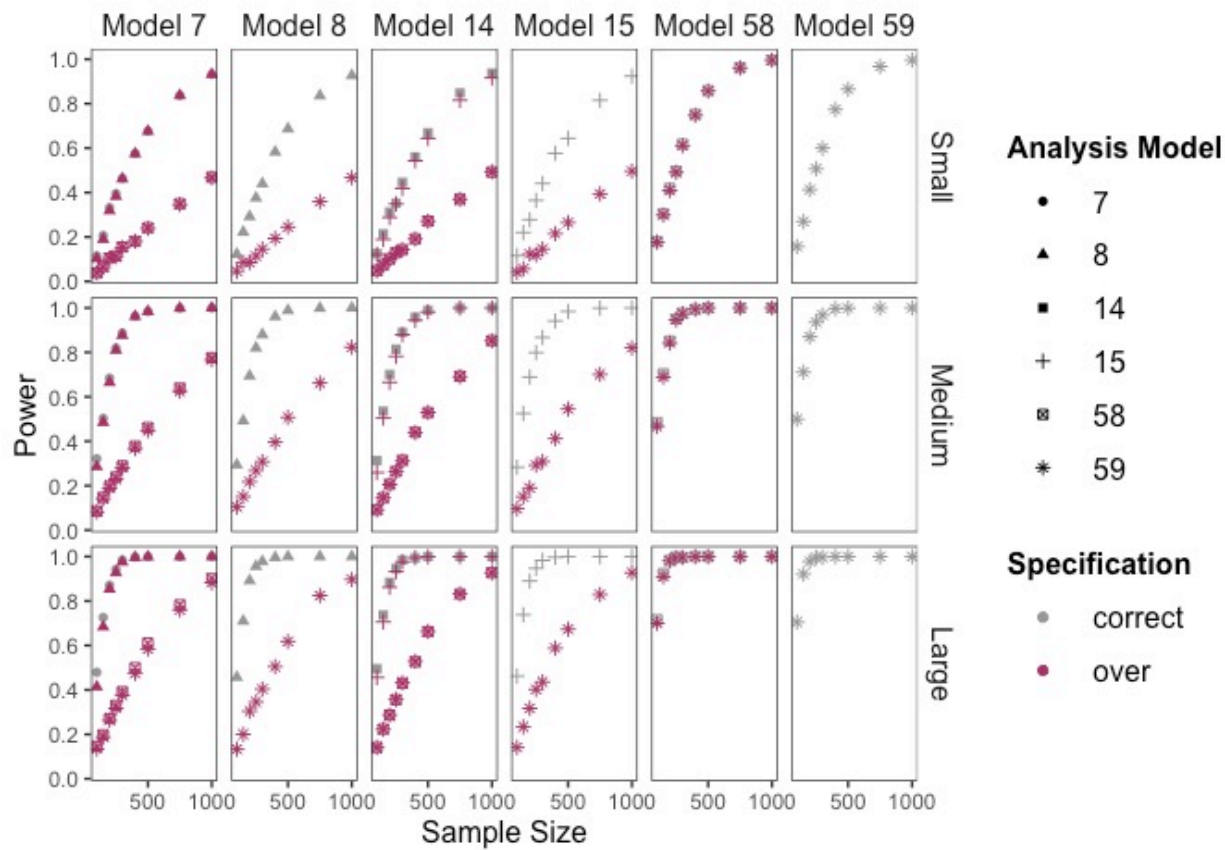 Model 7 Model 8 Model 14 Model 15 Model 58 Model 59
1.0
0.8
0.6
0.4
0.2
0.0
Small
1.0
0.8
0.6
0.4
0.2
0.0
Medium
1.0
0.8
0.6
0.4
0.2
0.0
Large
Power
500 1000 500 1000 500 1000 500 1000 500 1000 500 1000
Sample Size
Analysis Model
7
8
14
15
58
59
Specification
correct
over